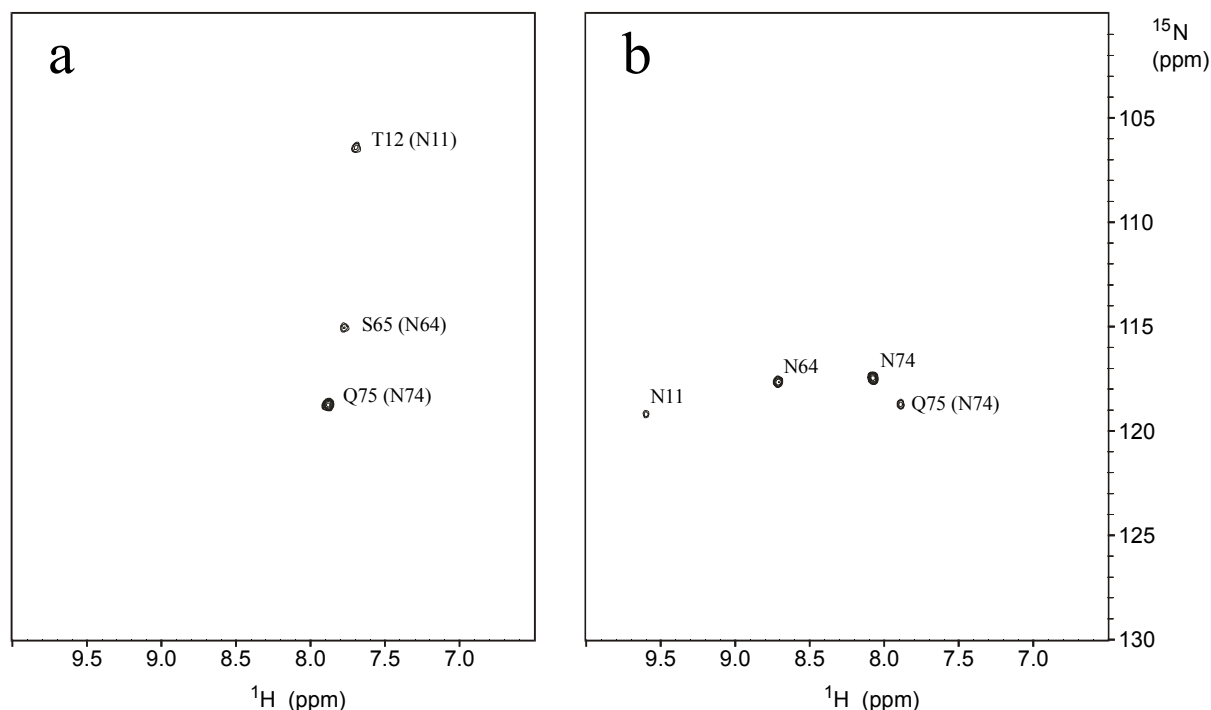 a
b
¹⁵N
(ppm)
T12 (N11)
S65 (N64)
Q75 (N74)
N11
N64
N74
Q75 (N74)
105
110
115
120
125
130
9.5 9.0 8.5 8.0 7.5 7.0
9.5 9.0 8.5 8.0 7.5 7.0
¹H (ppm)
¹H (ppm)